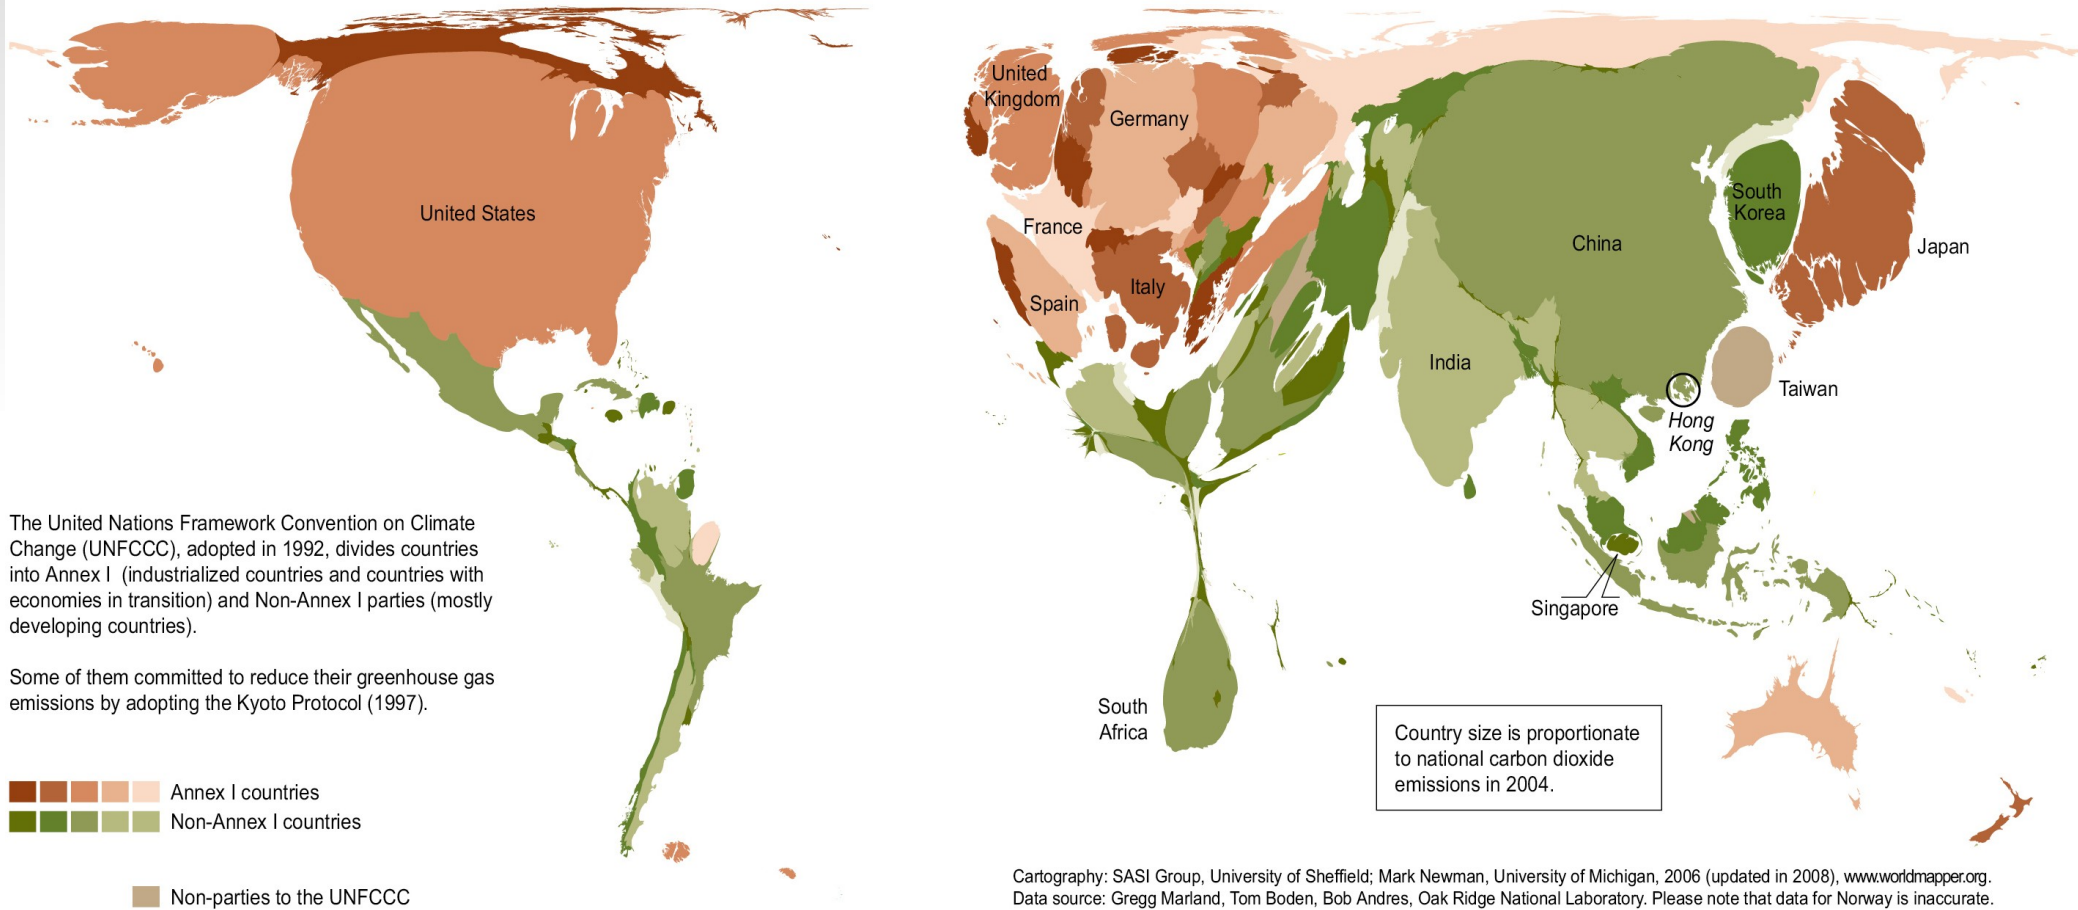 United
Kingdom
Germany
United States
France
Spain
Italy
China
South
Korea
Japan
India
Taiwan
Hong
Kong
Singapore
South
Africa
The United Nations Framework Convention on Climate
Change (UNFCCC), adopted in 1992, divides countries
into Annex I (industrialized countries and countries with
economies in transition) and Non-Annex I parties (mostly
developing countries).
Some of them committed to reduce their greenhouse gas
emissions by adopting the Kyoto Protocol (1997).
Annex I countries
Non-Annex I countries
Non-parties to the UNFCCC
Country size is proportionate
to national carbon dioxide
emissions in 2004.
Cartography: SASI Group, University of Sheffield; Mark Newman, University of Michigan, 2006 (updated in 2008), www.worldmapper.org.
Data source: Gregg Marland, Tom Boden, Bob Andres, Oak Ridge National Laboratory. Please note that data for Norway is inaccurate.